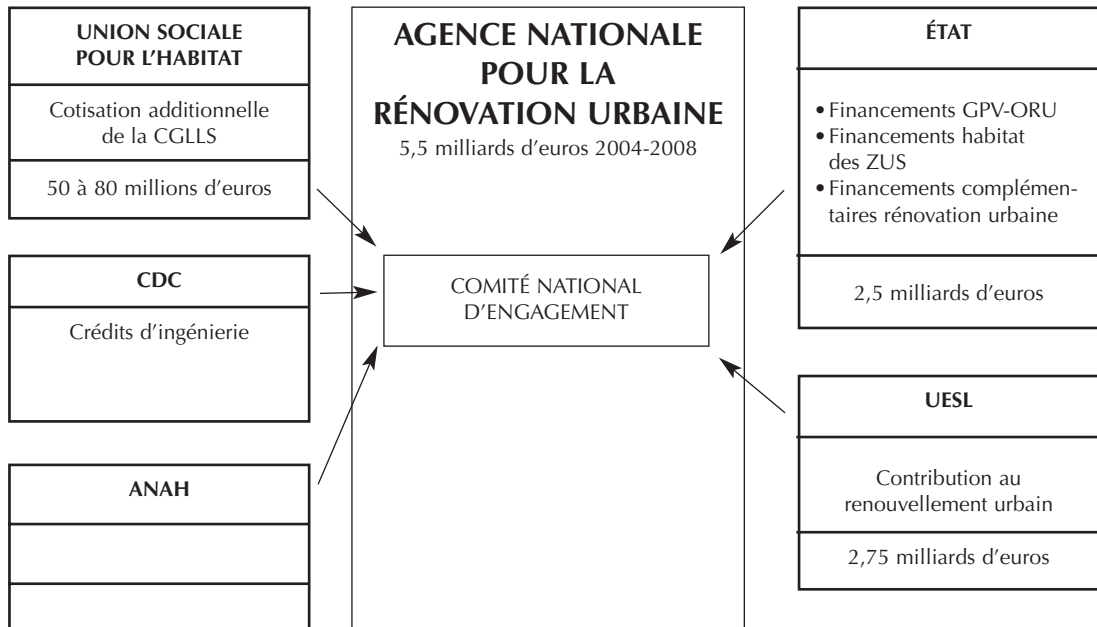 UNION SOCIALE
POUR L'HABITAT
Cotisation additionnelle
de la CGLLS
50 à 80 millions d'euros
CDC
Crédits d'ingénierie
ANAH
AGENCE NATIONALE
POUR LA
RÉNOVATION URBAINE
5,5 milliards d'euros 2004-2008
COMITÉ NATIONAL
D'ENGAGEMENT
ÉTAT
• Financements GPV-ORU
• Financements habitat
des ZUS
• Financements complémen-
taires rénovation urbaine
2,5 milliards d'euros
UESL
Contribution au
renouvellement urbain
2,75 milliards d'euros